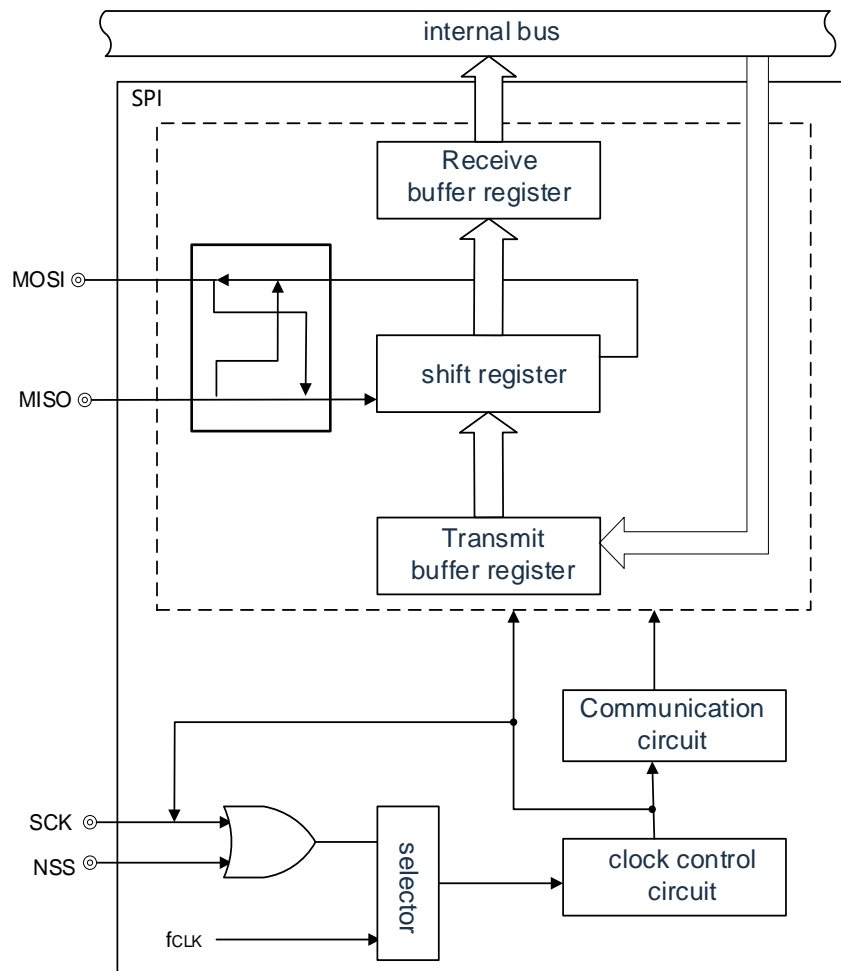 internal bus
SPI
Receive
buffer register
MOSI
shift register
MISO
Transmit
buffer register
Communication
circuit
SCK
NSS
selector
clock control
circuit
fCLK